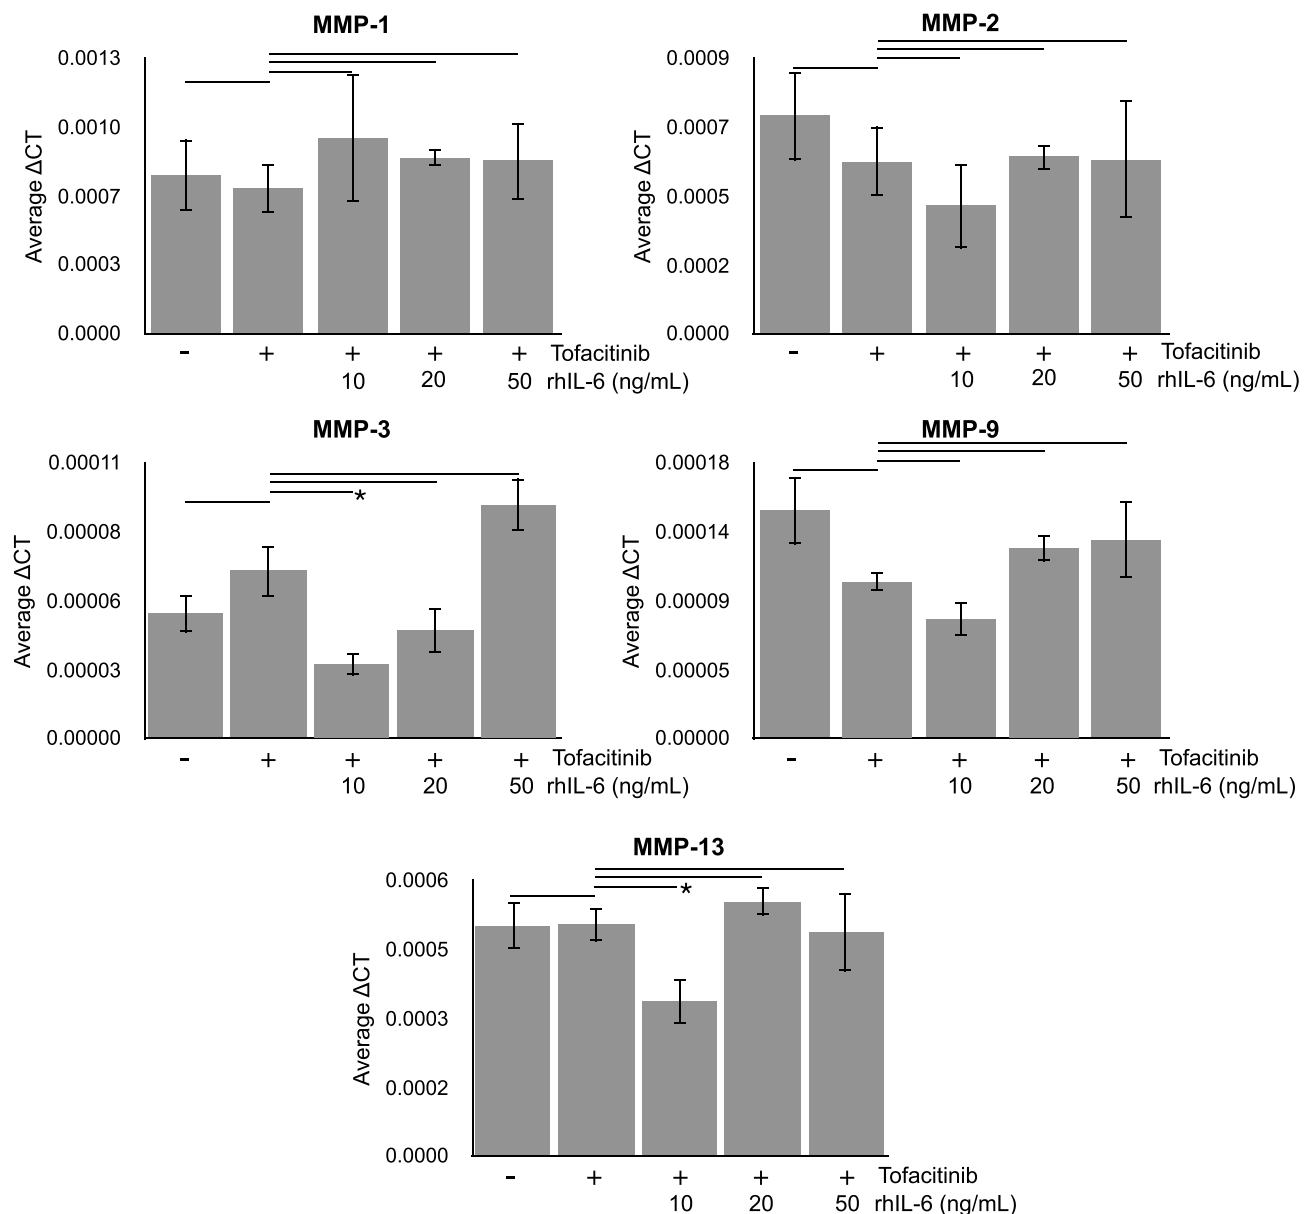 MMP-1
0.0013
0.0010
0.0007
0.0003
0.0000
Average ΔCT
- + + + + Tofacitinib
10 20 50 rhIL-6 (ng/mL)
MMP-2
0.0009
0.0007
0.0005
0.0002
0.0000
Average ΔCT
- + + + + Tofacitinib
10 20 50 rhIL-6 (ng/mL)
MMP-3
0.00011
0.00008
0.00006
0.00003
0.00000
Average ΔCT
*
- + + + + Tofacitinib
10 20 50 rhIL-6 (ng/mL)
MMP-9
0.00018
0.00014
0.00009
0.00005
0.00000
Average ΔCT
- + + + + Tofacitinib
10 20 50 rhIL-6 (ng/mL)
MMP-13
0.0006
0.0005
0.0003
0.0002
0.0000
Average ΔCT
*
- + + + + Tofacitinib
10 20 50 rhIL-6 (ng/mL)